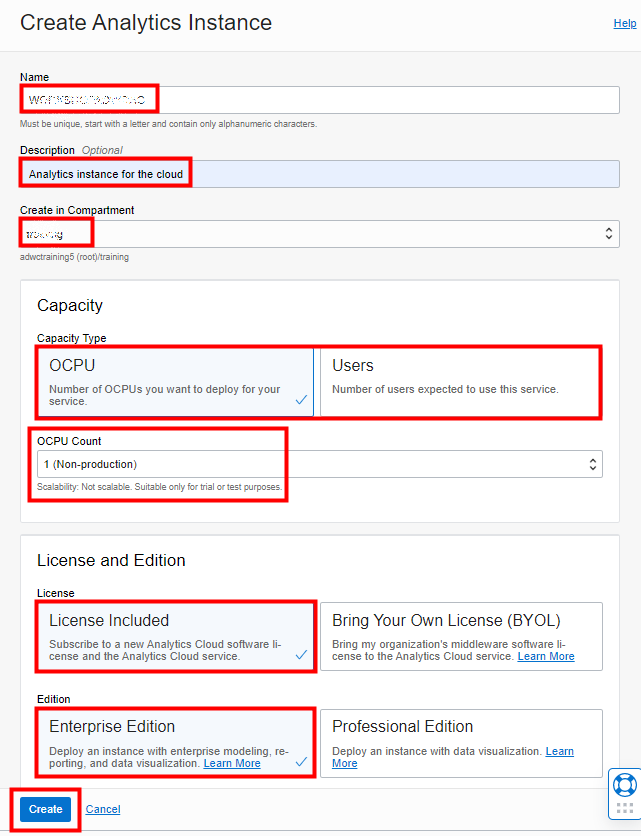 Create Analytics Instance
Help
Name
Must be unique, start with a letter and contain only alphanumeric characters.
Description Optional
Analytics instance for the cloud
Create in Compartment
adwctraining5 (root)/training
Capacity
Capacity Type
OCPU
Number of OCPUs you want to deploy for your
service.
Users
Number of users expected to use this service.
OCPU Count
1 (Non-production)
Scalability: Not scalable. Suitable only for trial or test purposes.
License and Edition
License
License Included
Subscribe to a new Analytics Cloud software li-
cense and the Analytics Cloud service.
Bring Your Own License (BYOL)
Bring my organization's middleware software li-
cense to the Analytics Cloud service. Learn More
Edition
Enterprise Edition
Deploy an instance with enterprise modeling, re-
porting, and data visualization. Learn More
Professional Edition
Deploy an instance with data visualization. Learn
More
Create
Cancel